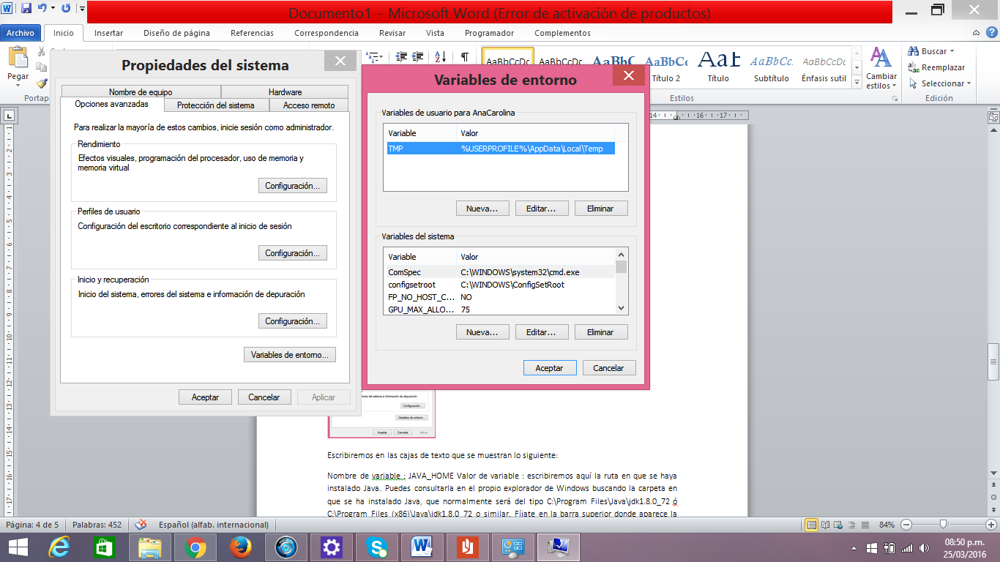 Documento1 - Microsoft Word (Error de activación de productos)
Archivo Inicio Insertar Diseño de página Referencias Correspondencia Revisar Vista Programador Complementos
Pegar
AaBbCcDc AaBbCcDc AaBbC AaBbCc AaB AaBbCc. AaBbCcDc
Título 2 Título Subtítulo Énfasis sutil
Cambiar estilos
Buscar
Reemplazar
Seleccionar
Estilos
Edición
Propiedades del sistema
Nombre de equipo Hardware
Opciones avanzadas Protección del sistema Acceso remoto
Para realizar la mayoría de estos cambios, inicie sesión como administrador.
Rendimiento
Efectos visuales, programación del procesador, uso de memoria y
memoria virtual
Configuración...
Perfiles de usuario
Configuración del escritorio correspondiente al inicio de sesión
Configuración...
Inicio y recuperación
Inicio del sistema, errores del sistema e información de depuración
Configuración...
Variables de entorno...
Aceptar Cancelar Aplicar
Variables de entorno
Variables de usuario para AnaCarolina
Variable Valor
TMP %USERPROFILE%\AppData\Local\Temp
Nueva... Editar... Eliminar
Variables del sistema
Variable Valor
ComSpec C:\WINDOWS\system32\cmd.exe
configsetroot C:\WINDOWS\ConfigSetRoot
FP_NO_HOST_C... NO
GPU_MAX_ALLO... 75
Nueva... Editar... Eliminar
Aceptar Cancelar
Configuración...
Variables de entorno...
Aceptar Cancelar Aplicar
Escribiremos en las cajas de texto que se muestran lo siguiente:
Nombre de variable : JAVA_HOME Valor de variable : escribiremos aquí la ruta en que se haya
instalado Java. Puedes consultarla en el propio explorador de Windows buscando la carpeta en
que se ha instalado Java, que normalmente será del tipo C:\Program Files\Java\jdk1.8.0_72 ó
C:\Program Files (x86)\Java\jdk1.8.0_72 o similar. Fíjate en la barra superior donde aparece la
Página: 4 de 5 Palabras: 452 Español (alfab. internacional) 84%
08:50 p.m.
25/03/2016